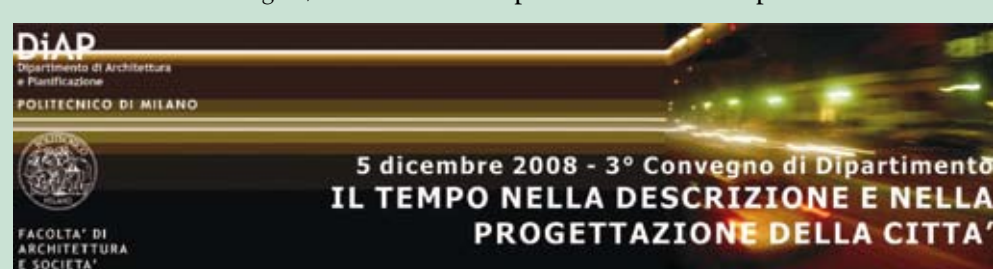 DiAP
Dipartimento di Architettura
e Pianificazione
POLITECNICO DI MILANO
5 dicembre 2008 - 3° Convegno di Dipartimento
IL TEMPO NELLA DESCRIZIONE E NELLA
PROGETTAZIONE DELLA CITTA'
FACOLTA' DI
ARCHITETTURA
E SOCIETA'